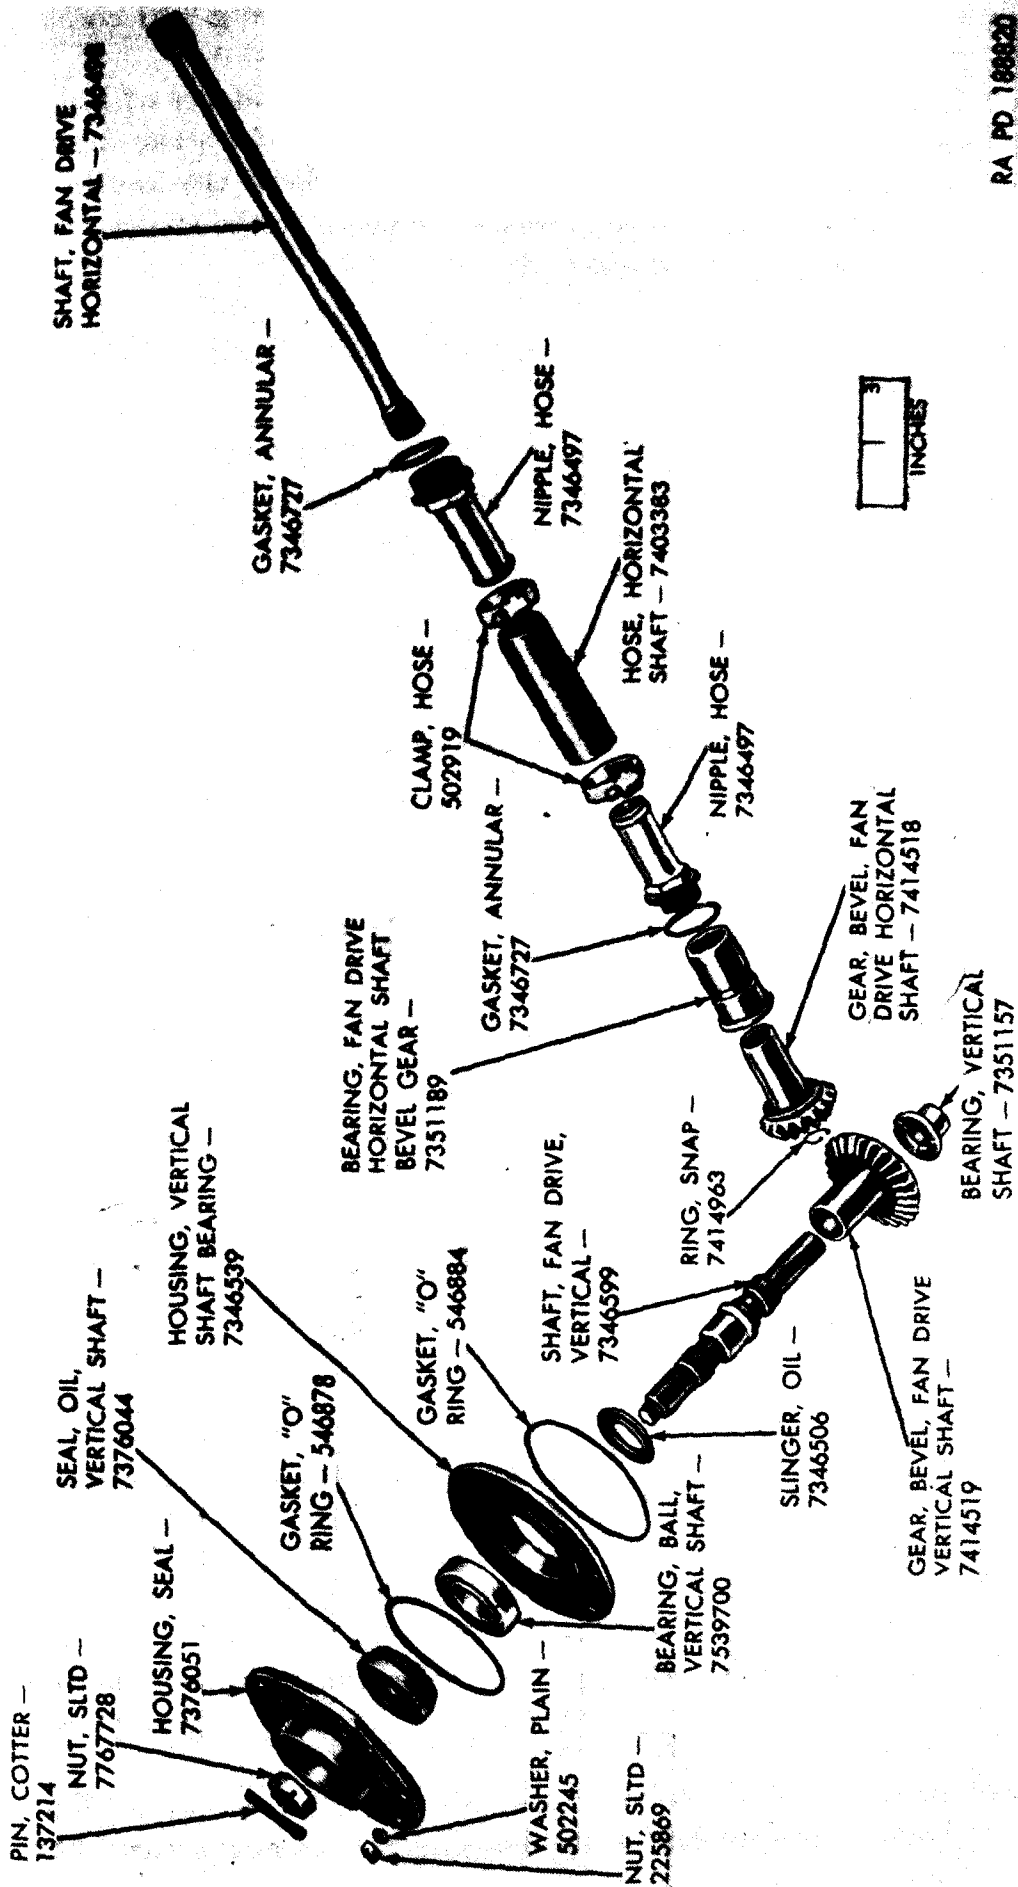 PIN, COTTER –
137214
NUT, SLTD –
7767728
HOUSING, SEAL –
7376051
SEAL, OIL,
VERTICAL SHAFT –
7376044
GASKET, "O"
RING – 546878
HOUSING, VERTICAL
SHAFT BEARING –
7346539
GASKET, "O"
RING – 546884
BEARING, FAN DRIVE
HORIZONTAL SHAFT
BEVEL GEAR –
7351189
GASKET, ANNULAR –
7346727
CLAMP, HOSE –
502919
GASKET, ANNULAR –
7346727
SHAFT, FAN DRIVE
HORIZONTAL – 7346498
NUT, SLTD –
225869
WASHER, PLAIN –
502245
BEARING, BALL,
VERTICAL SHAFT –
7539700
SLINGER, OIL –
7346506
SHAFT, FAN DRIVE,
VERTICAL –
7346599
RING, SNAP –
7414963
GEAR, BEVEL, FAN DRIVE
VERTICAL SHAFT –
7414519
BEARING, VERTICAL
SHAFT – 7351157
GEAR, BEVEL, FAN
DRIVE HORIZONTAL
SHAFT – 7414518
NIPPLE, HOSE –
7346497
HOSE, HORIZONTAL
SHAFT – 7403383
NIPPLE, HOSE –
7346497
3
INCHES
RA PD 188820